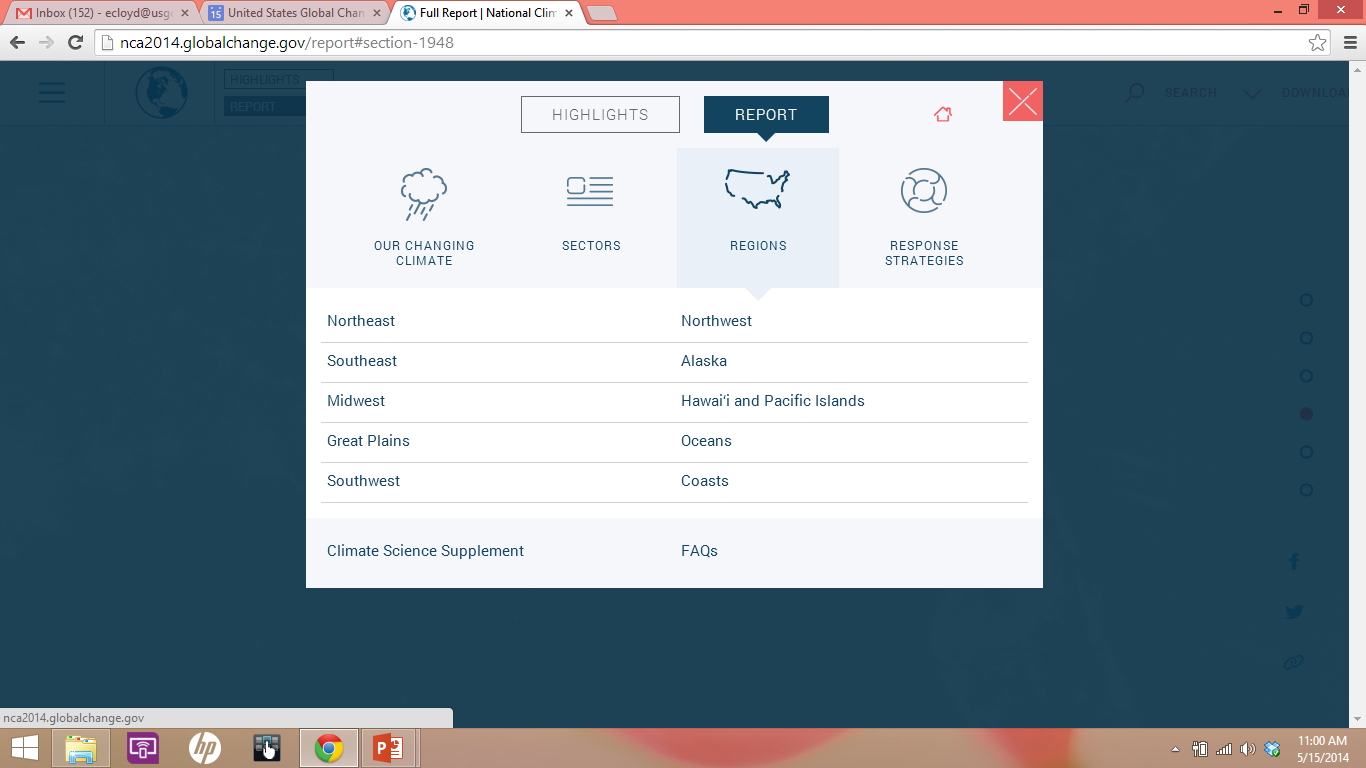 Inbox (152) - ecloyd@usg
15 United States Global Chan
Full Report | National Clim
nca2014.globalchange.gov/report#section-1948
HIGHLIGHTS
REPORT
SEARCH
DOWNLOA
HIGHLIGHTS
REPORT
OUR CHANGING
CLIMATE
SECTORS
REGIONS
RESPONSE
STRATEGIES
Northeast
Northwest
Southeast
Alaska
Midwest
Hawai‘i and Pacific Islands
Great Plains
Oceans
Southwest
Coasts
Climate Science Supplement
FAQs
nca2014.globalchange.gov
hp
P
11:00 AM
5/15/2014